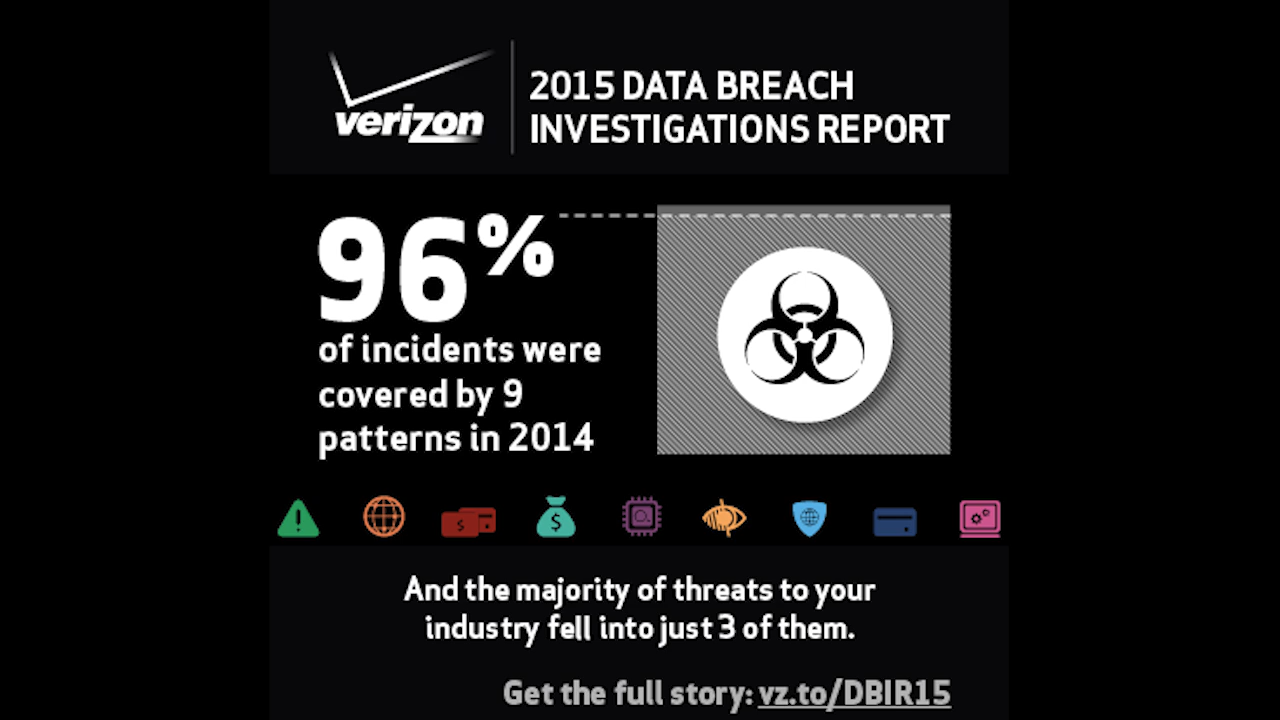 verizon
2015 DATA BREACH
INVESTIGATIONS REPORT
96%
of incidents were
covered by 9
patterns in 2014
And the majority of threats to your
industry fell into just 3 of them.
Get the full story: vz.to/DBIR15